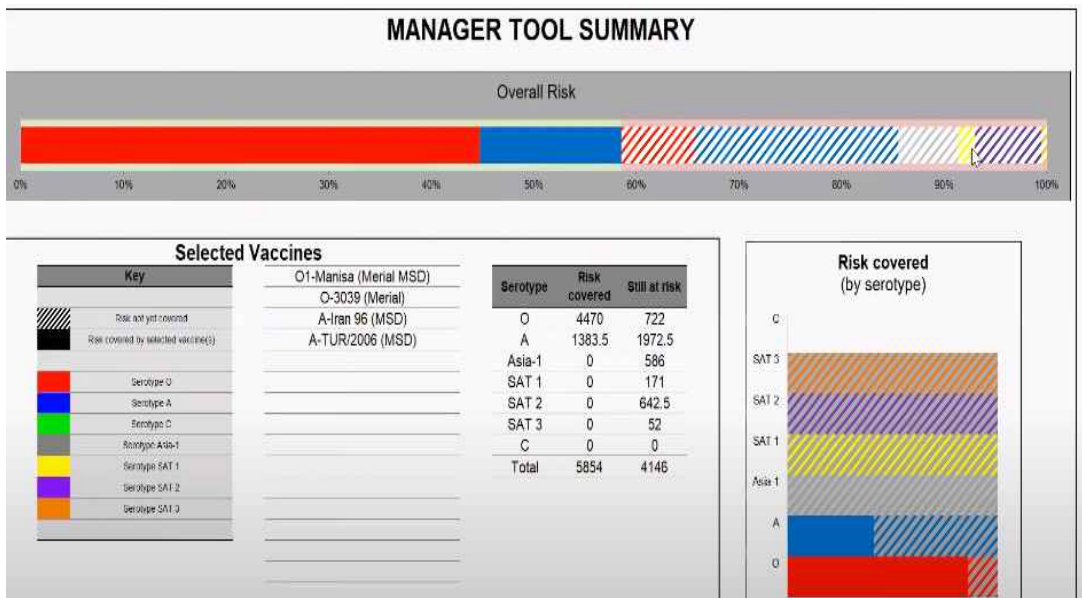 MANAGER TOOL SUMMARY
Overall Risk
0% 10% 20% 30% 40% 50% 60% 70% 80% 90% 100%
Selected Vaccines
Key
Risk not yet covered
Risk covered by selected vaccine(s)
Serotype O
Serotype A
Serotype C
Serotype Asia-1
Serotype SAT 1
Serotype SAT 2
Serotype SAT 3
O1-Manisa (Merial MSD)
O-3039 (Merial)
A-Iran 96 (MSD)
A-TUR/2006 (MSD)
Serotype Risk covered Still at risk
O 4470 722
A 1383.5 1972.5
Asia-1 0 586
SAT 1 0 171
SAT 2 0 642.5
SAT 3 0 52
C 0 0
Total 5854 4146
Risk covered
(by serotype)
C
SAT 3
SAT 2
SAT 1
Asia 1
A
O